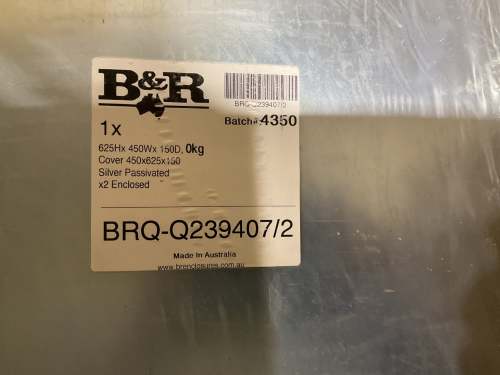 B&R
BRQ-Q239407/2
1x
Batch#:4350
625Hx 450Wx 150D, 0kg
Cover 450x625x150
Silver Passivated
x2 Enclosed
BRQ-Q239407/2
Made In Australia
www.brenclosures.com.au